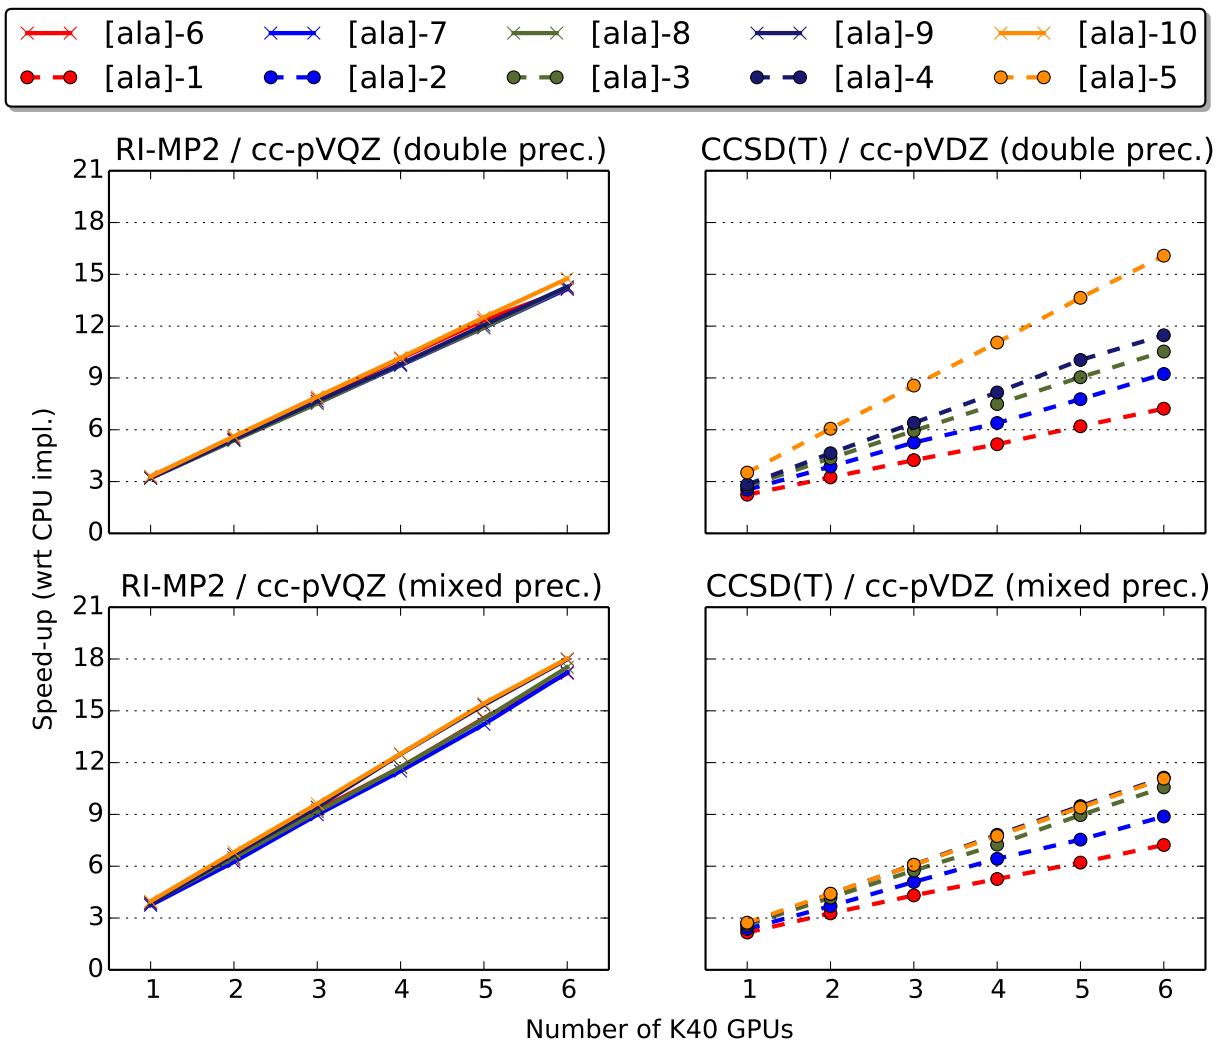 [ala]-6 [ala]-7 [ala]-8 [ala]-9 [ala]-10
[ala]-1 [ala]-2 [ala]-3 [ala]-4 [ala]-5
RI-MP2 / cc-pVQZ (double prec.) CCSD(T) / cc-pVDZ (double prec.)
21
18
15
12
9
6
3
0
Speed-up (wrt CPU impl.)
RI-MP2 / cc-pVQZ (mixed prec.) CCSD(T) / cc-pVDZ (mixed prec.)
21
18
15
12
9
6
3
0
1 2 3 4 5 6 1 2 3 4 5 6
Number of K40 GPUs